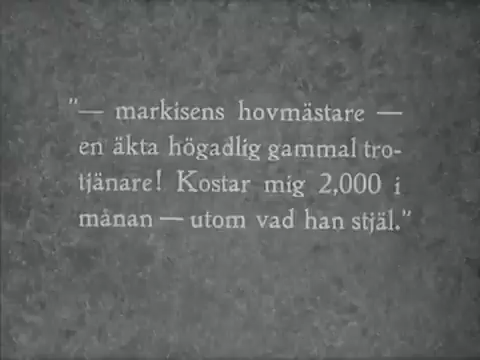 "— markisens hovmästare —
en äkta högadlig gammal tro-
tjänare! Kostar mig 2,000 i
månan — utom vad han stjäl."